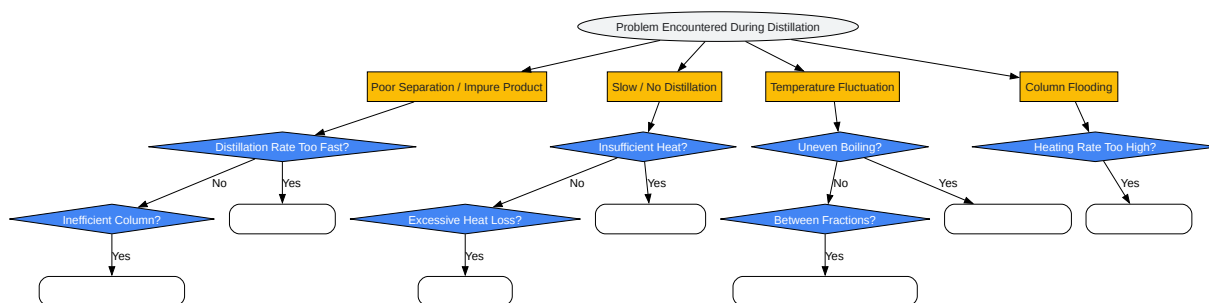 Problem Encountered During Distillation
Poor Separation / Impure Product
Slow / No Distillation
Temperature Fluctuation
Column Flooding
Distillation Rate Too Fast?
Insufficient Heat?
Uneven Boiling?
Heating Rate Too High?
No
Yes
No
Yes
No
Yes
Yes
Inefficient Column?
Excessive Heat Loss?
Between Fractions?
Yes
Yes
Yes